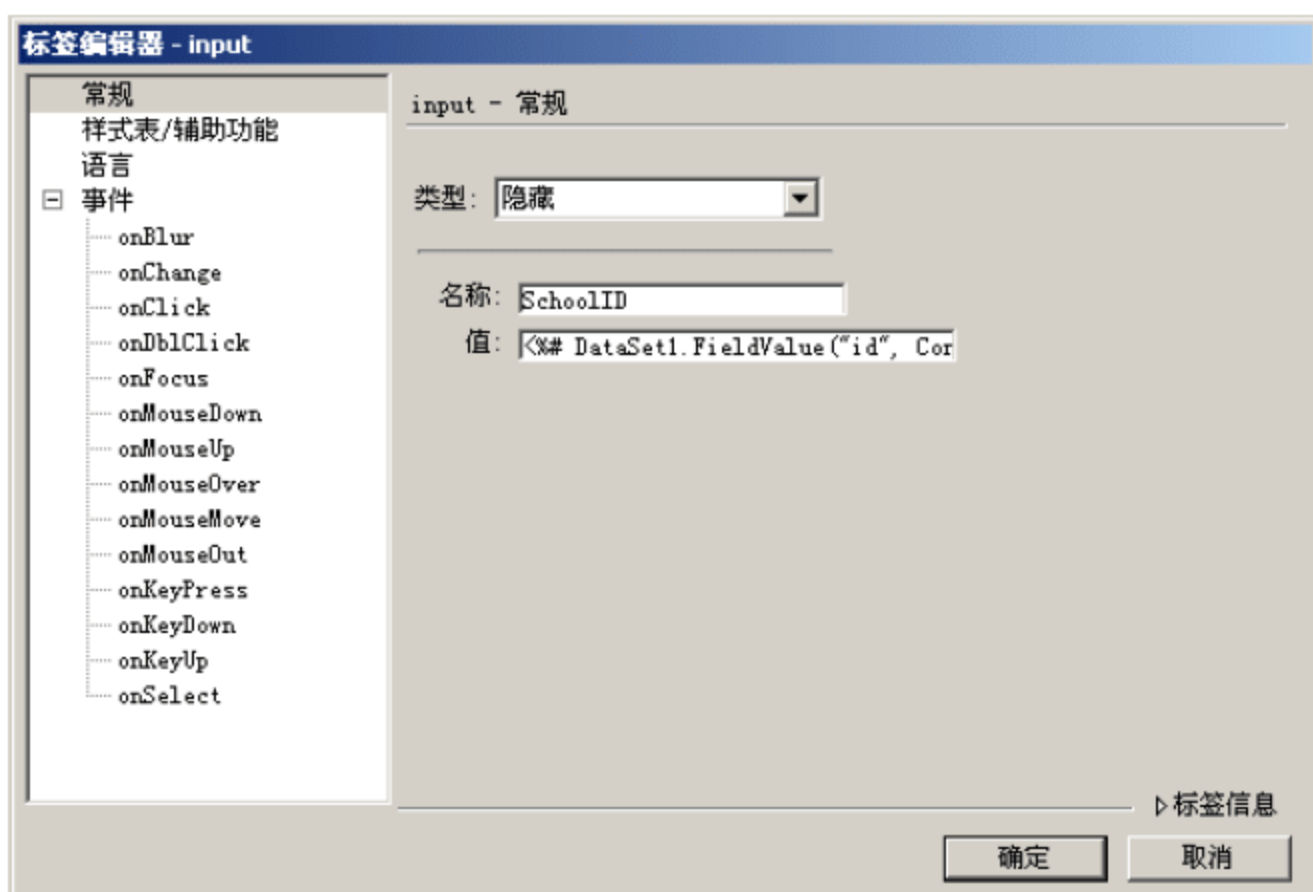 标签编辑器 - input
常规
样式表/辅助功能
语言
事件
onBlur
onChange
onClick
onDblClick
onFocus
onMouseDown
onMouseUp
onMouseOver
onMouseMove
onMouseOut
onKeyPress
onKeyDown
onKeyUp
onSelect
input - 常规
类型: 隐藏
名称: SchoolID
值: <%# DataSet1.FieldValue("id", Cor
标签信息
确定 取消